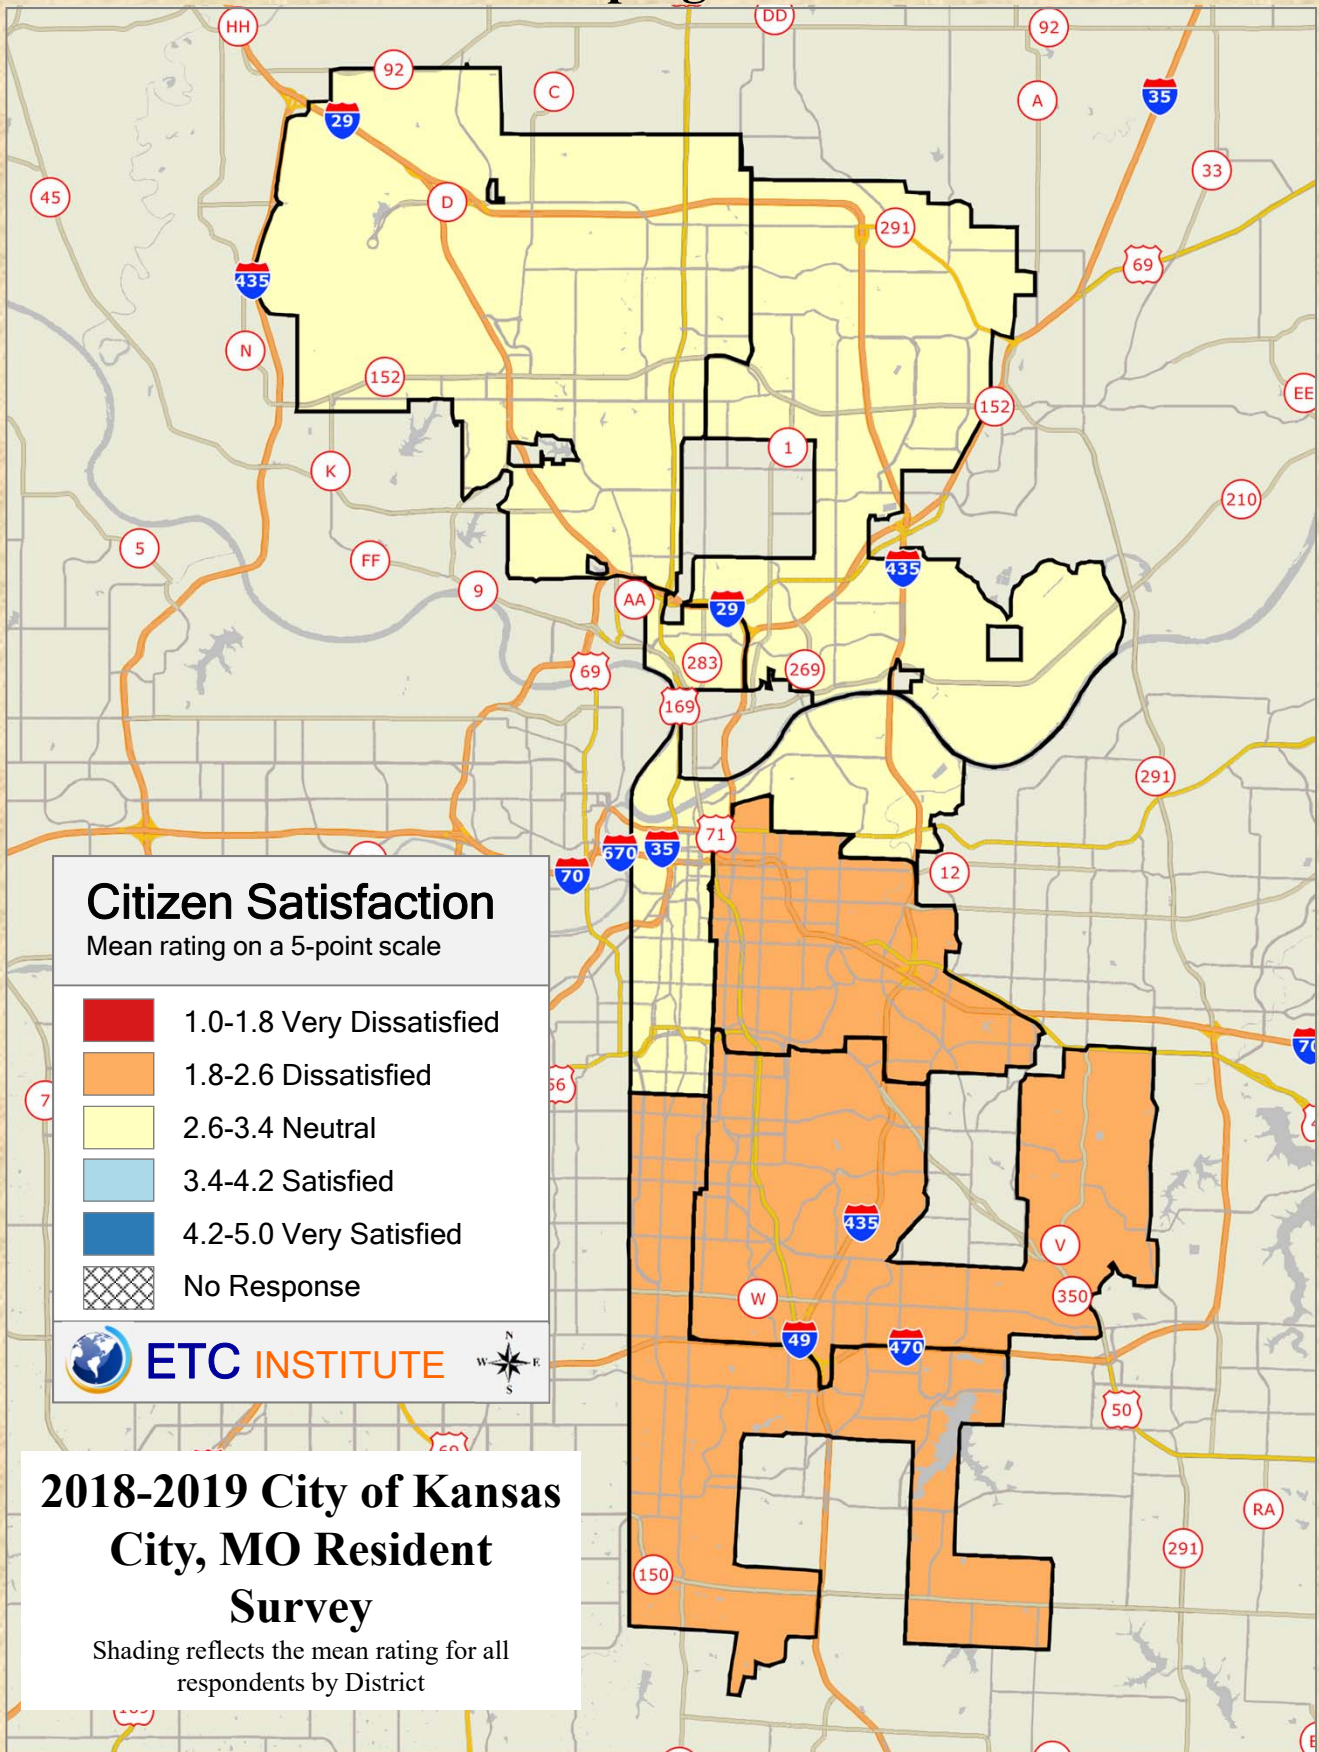 HH
92
DD
92
C
29
A
35
45
D
33
291
69
435
N
152
EE
152
1
K
210
5
FF
435
9
AA
29
283
269
69
169
291
71
670
35
70
12
Citizen Satisfaction
Mean rating on a 5-point scale
1.0-1.8 Very Dissatisfied
1.8-2.6 Dissatisfied
2.6-3.4 Neutral
3.4-4.2 Satisfied
4.2-5.0 Very Satisfied
No Response
ETC INSTITUTE
N
W
E
S
7
70
435
V
W
350
49
470
50
2018-2019 City of Kansas
City, MO Resident
Survey
Shading reflects the mean rating for all
respondents by District
RA
291
150